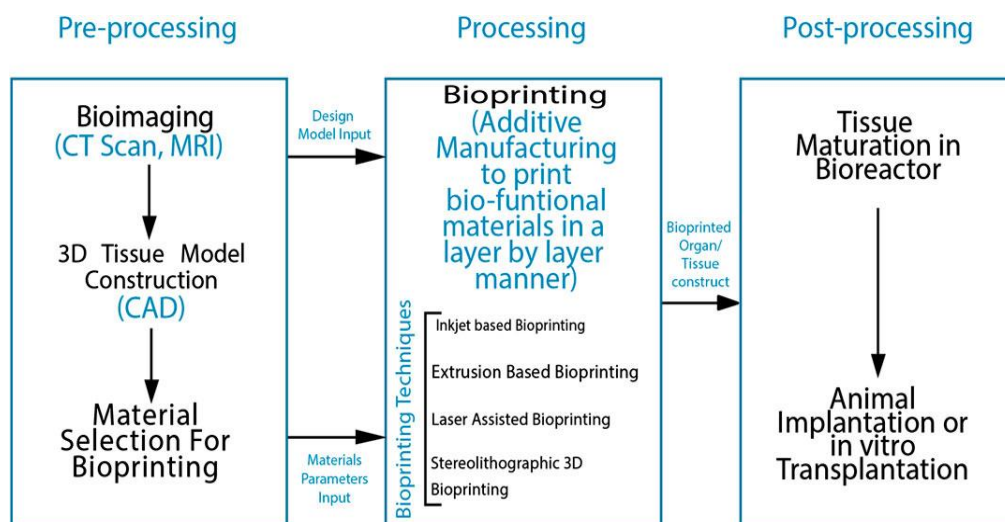 Pre-processing
Processing
Post-processing
Bioimaging
(CT Scan, MRI)
3D Tissue Model
Construction
(CAD)
Material
Selection For
Bioprinting
Design
Model Input
Materials
Parameters
Input
Bioprinting
(Additive
Manufacturing
to print
bio-funtional
materials in a
layer by layer
manner)
Bioprinting Techniques
Inkjet based Bioprinting
Extrusion Based Bioprinting
Laser Assisted Bioprinting
Stereolithographic 3D
Bioprinting
Bioprinted
Organ/
Tissue
construct
Tissue
Maturation in
Bioreactor
Animal
Implantation or
in vitro
Transplantation